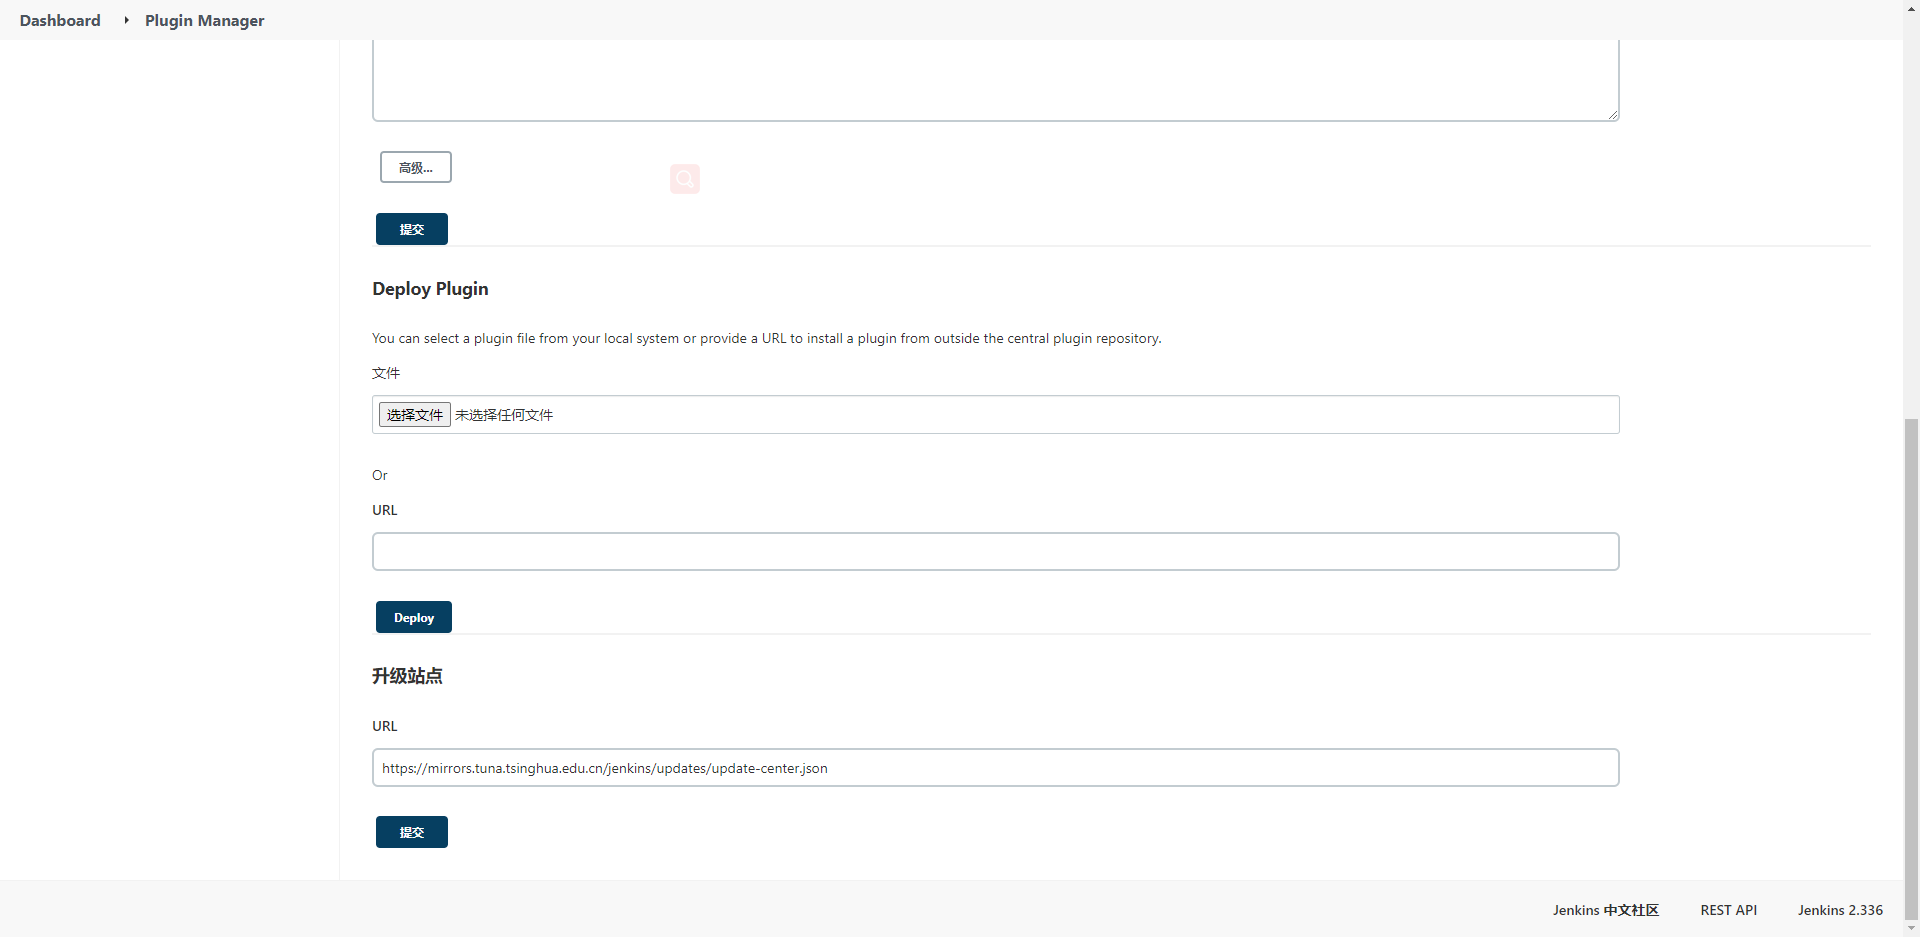 Dashboard
Plugin Manager
高级...
提交
Deploy Plugin
You can select a plugin file from your local system or provide a URL to install a plugin from outside the central plugin repository.
文件
选择文件 未选择任何文件
Or
URL
Deploy
升级站点
URL
https://mirrors.tuna.tsinghua.edu.cn/jenkins/updates/update-center.json
提交
Jenkins 中文社区
REST API
Jenkins 2.336